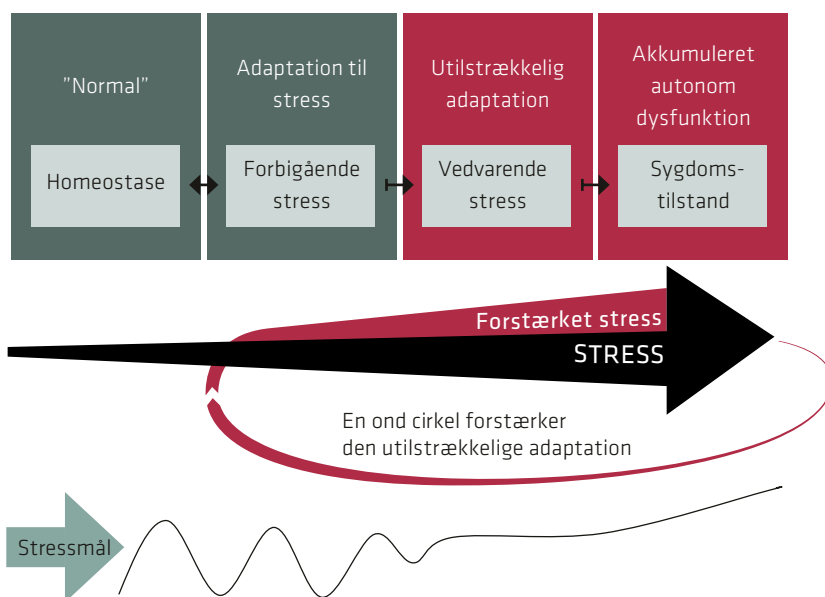 ”Normal”
Homeostase
Adaptation til
stress
Forbigående
stress
Utilstrækkelig
adaptation
Vedvarende
stress
Akkumuleret
autonom
dysfunktion
Sygdoms-
tilstand
Forstærket stress
STRESS
En ond cirkel forstærker
den utilstrækkelige adaptation
Stressmål